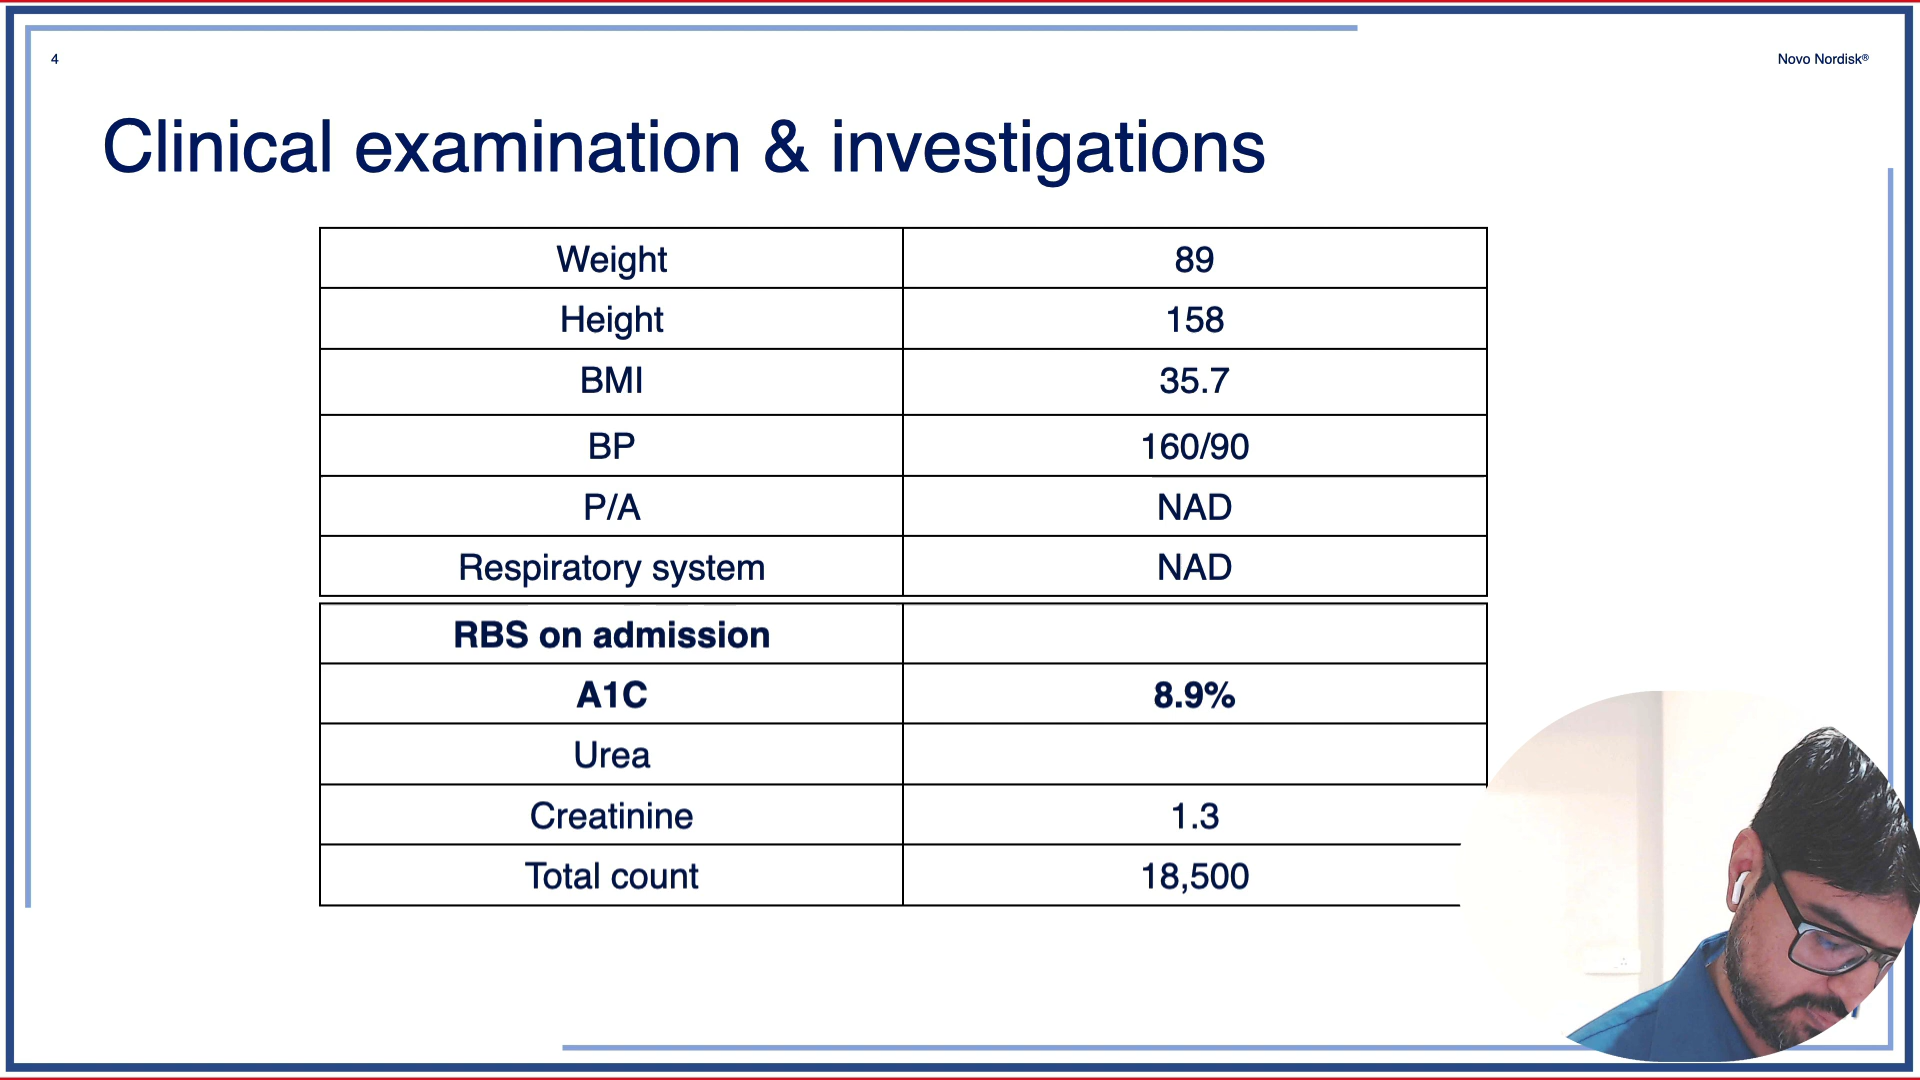 4
Novo Nordisk®
Clinical examination & investigations
Weight 89
Height 158
BMI 35.7
BP 160/90
P/A NAD
Respiratory system NAD
RBS on admission
A1C 8.9%
Urea
Creatinine 1.3
Total count 18,500